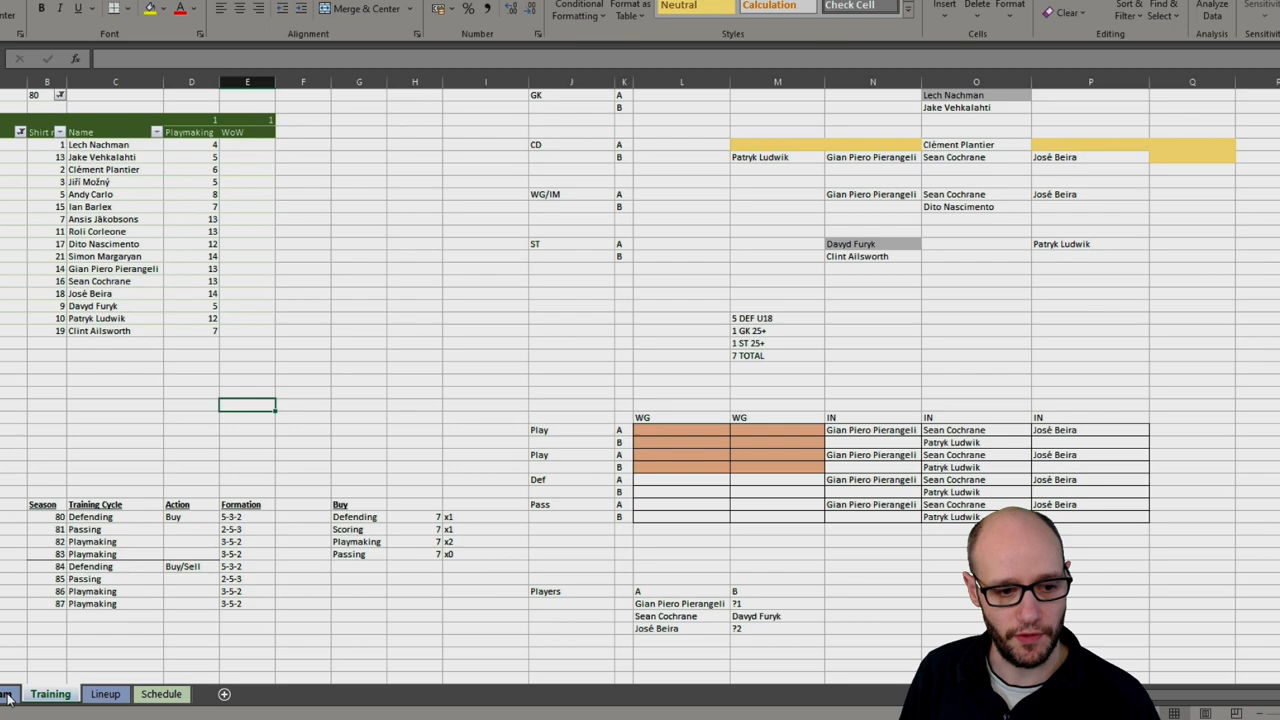 Merge & Center
Conditional Formatting
Format as Table
Neutral
Calculation
Check Cell
Insert
Delete
Format
Clear
Sort & Filter
Find & Select
Analyze Data
Font
Alignment
Number
Styles
Cells
Editing
Analysis
B C D E F G H I J K L M N O P Q
80 GK A Lech Nachman
B Jake Vehkalahti
1 1
Name Playmaking WoW
1 Lech Nachman 4 CD A Clément Plantier
13 Jake Vehkalahti 5 B Patryk Ludwik Gian Piero Pierangeli Sean Cochrane José Beira
2 Clément Plantier 6
3 Jiří Možný 5
5 Andy Carlo 8 WG/IM A Gian Piero Pierangeli Sean Cochrane José Beira
15 Ian Barlex 7 B Dito Nascimento
7 Ansis Jākobsons 13
11 Roli Corleone 13
17 Dito Nascimento 12 ST A Davyd Furyk Patryk Ludwik
21 Simon Margaryan 14 B Clint Ailsworth
14 Gian Piero Pierangeli 13
16 Sean Cochrane 13
18 José Beira 14
9 Davyd Furyk 5
10 Patryk Ludwik 12 5 DEF U18
19 Clint Ailsworth 7 1 GK 25+
1 ST 25+
7 TOTAL
WG WG IN IN IN
Play A Gian Piero Pierangeli Sean Cochrane José Beira
B Patryk Ludwik
Play A Gian Piero Pierangeli Sean Cochrane José Beira
B Patryk Ludwik
Def A Gian Piero Pierangeli Sean Cochrane José Beira
B Patryk Ludwik
Season Training Cycle Action Formation Buy Pass A Gian Piero Pierangeli Sean Cochrane José Beira
80 Defending Buy 5-3-2 Defending 7 x1 B Patryk Ludwik
81 Passing 2-5-3 Scoring 7 x1
82 Playmaking 3-5-2 Playmaking 7 x2
83 Playmaking 3-5-2 Passing 7 x0
84 Defending Buy/Sell 5-3-2
85 Passing 2-5-3
86 Playmaking 3-5-2 Players A B
87 Playmaking 3-5-2 Gian Piero Pierangeli ?1
Sean Cochrane Davyd Furyk
José Beira ?2
Training Lineup Schedule